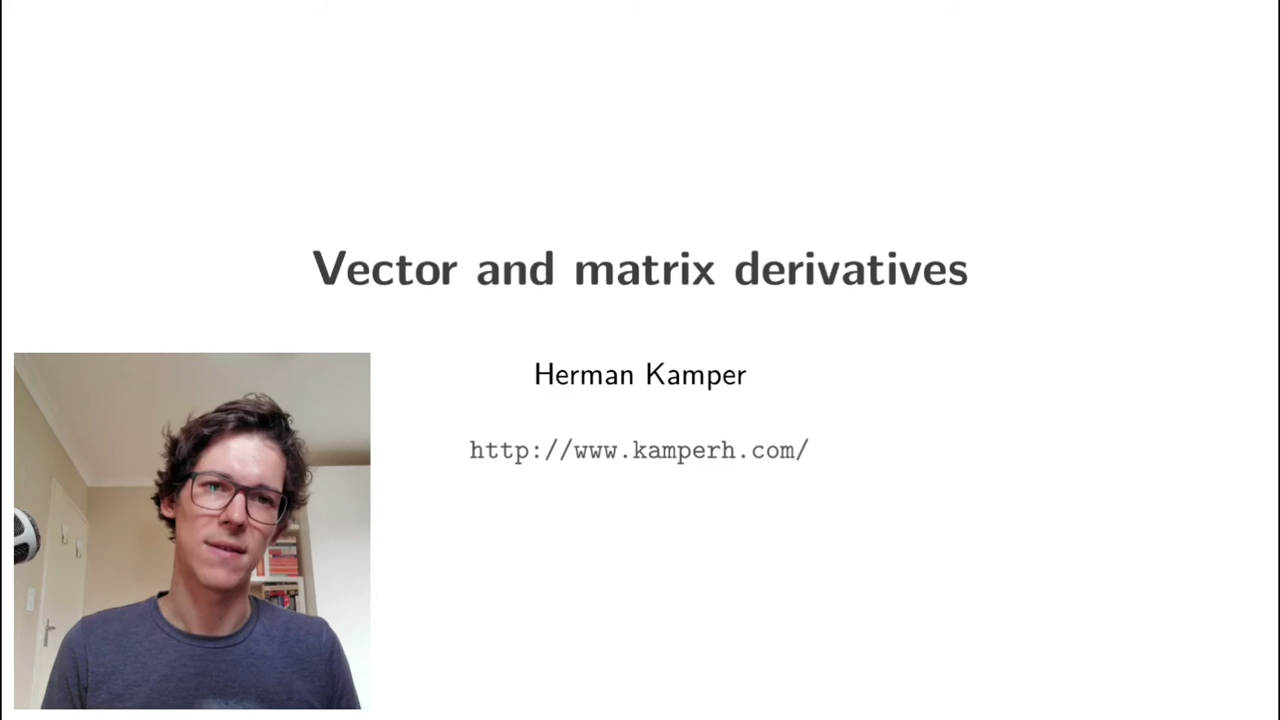 Vector and matrix derivatives
Herman Kamper
http://www.kamperh.com/